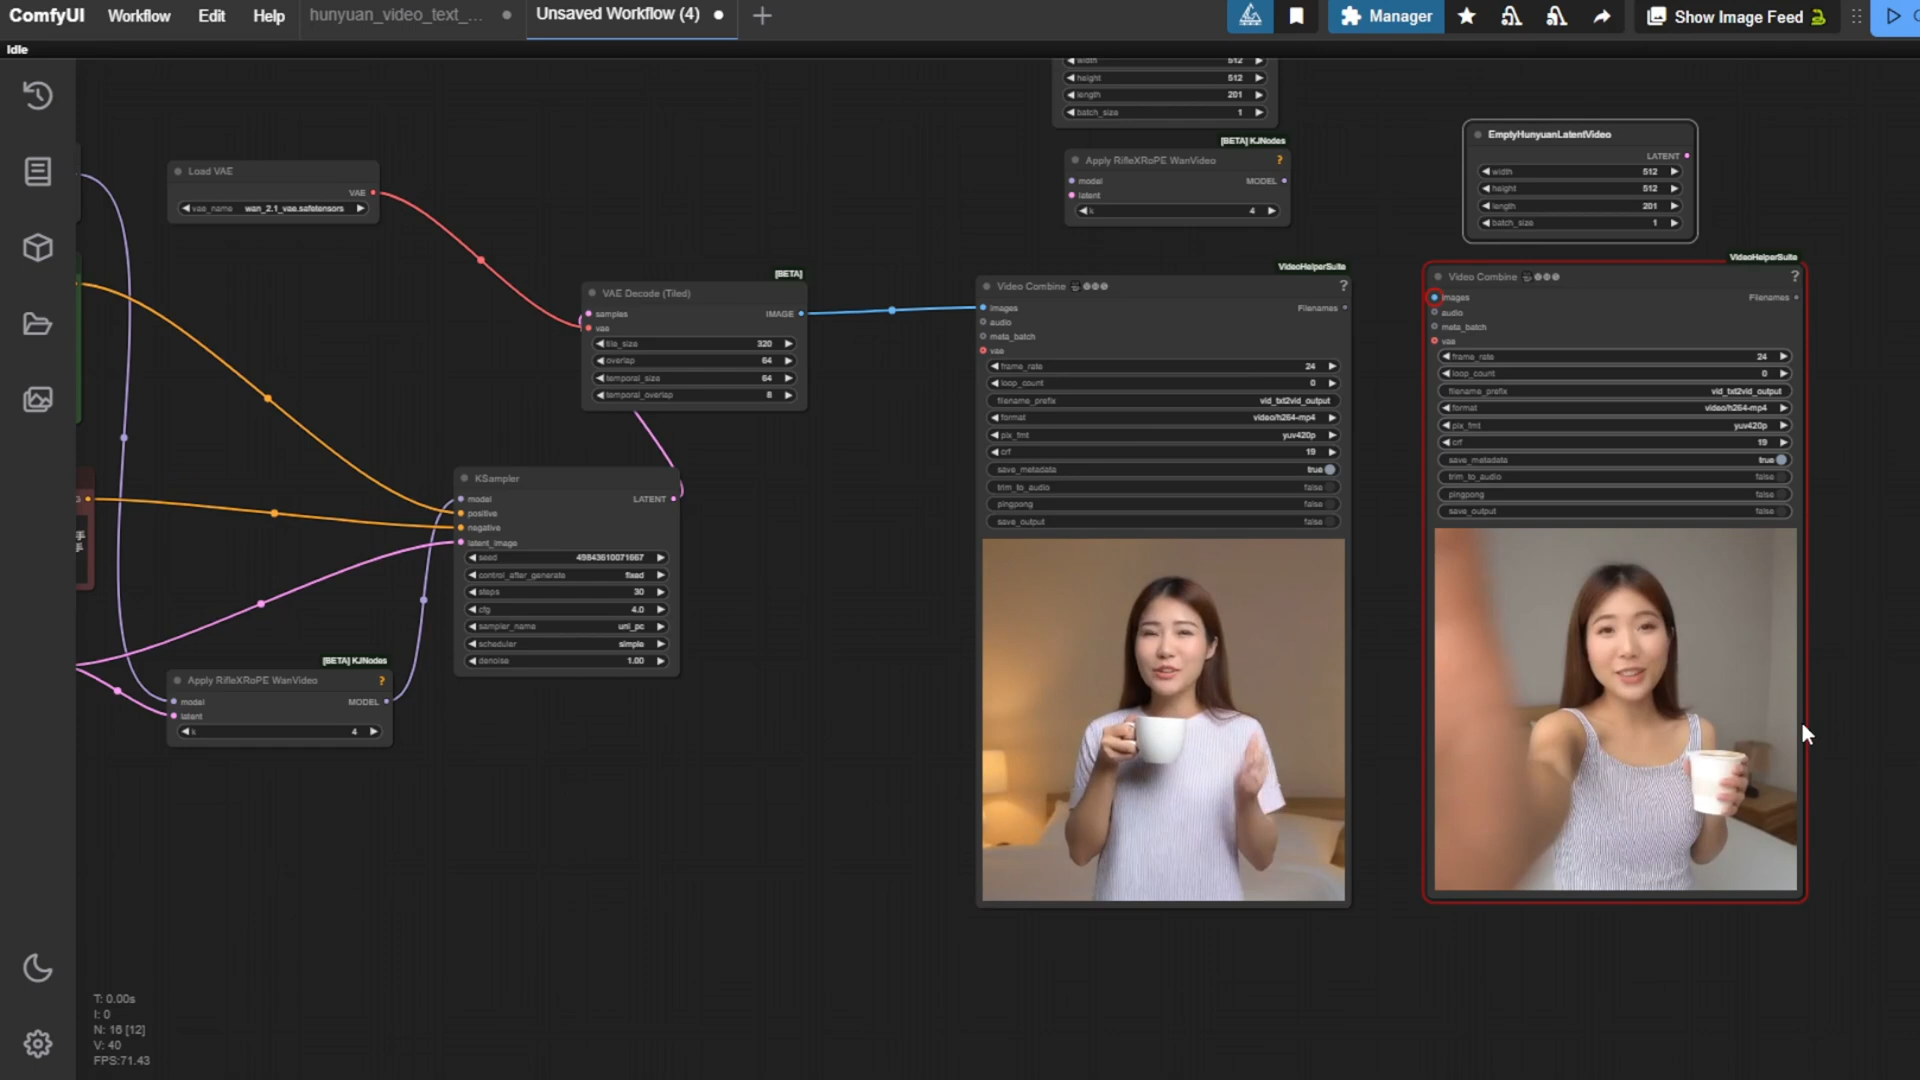 ComfyUI Workflow Edit Help hunyuan_video_text_... Unsaved Workflow (4) Manager Show Image Feed
Idle
width 512
height 512
length 201
batch_size 1
[BETA] KJNodes
Apply RifleXRoPE WanVideo ?
model MODEL
latent
k 4
EmptyHunyuanLatentVideo
LATENT
width 512
height 512
length 201
batch_size 1
Load VAE
VAE
vae_name wan_2.1_vae.safetensors
[BETA]
VAE Decode (Tiled)
samples IMAGE
vae
tile_size 320
overlap 64
temporal_size 64
temporal_overlap 8
KSampler
model LATENT
positive
negative
latent_image
seed 49843610071667
control_after_generate fixed
steps 30
cfg 4.0
sampler_name uni_pc
scheduler simple
denoise 1.00
[BETA] KJNodes
Apply RifleXRoPE WanVideo ?
model MODEL
latent
k 4
VideoHelperSuite
Video Combine ?
images Filenames
audio
meta_batch
vae
frame_rate 24
loop_count 0
filename_prefix vid_txt2vid_output
format video/h264-mp4
pix_fmt yuv420p
crf 19
save_metadata true
trim_to_audio false
pingpong false
save_output false
VideoHelperSuite
Video Combine ?
images Filenames
audio
meta_batch
vae
frame_rate 24
loop_count 0
filename_prefix vid_txt2vid_output
format video/h264-mp4
pix_fmt yuv420p
crf 19
save_metadata true
trim_to_audio false
pingpong false
save_output false
T: 0.00s
I: 0
N: 16 [12]
V: 40
FPS:71.43